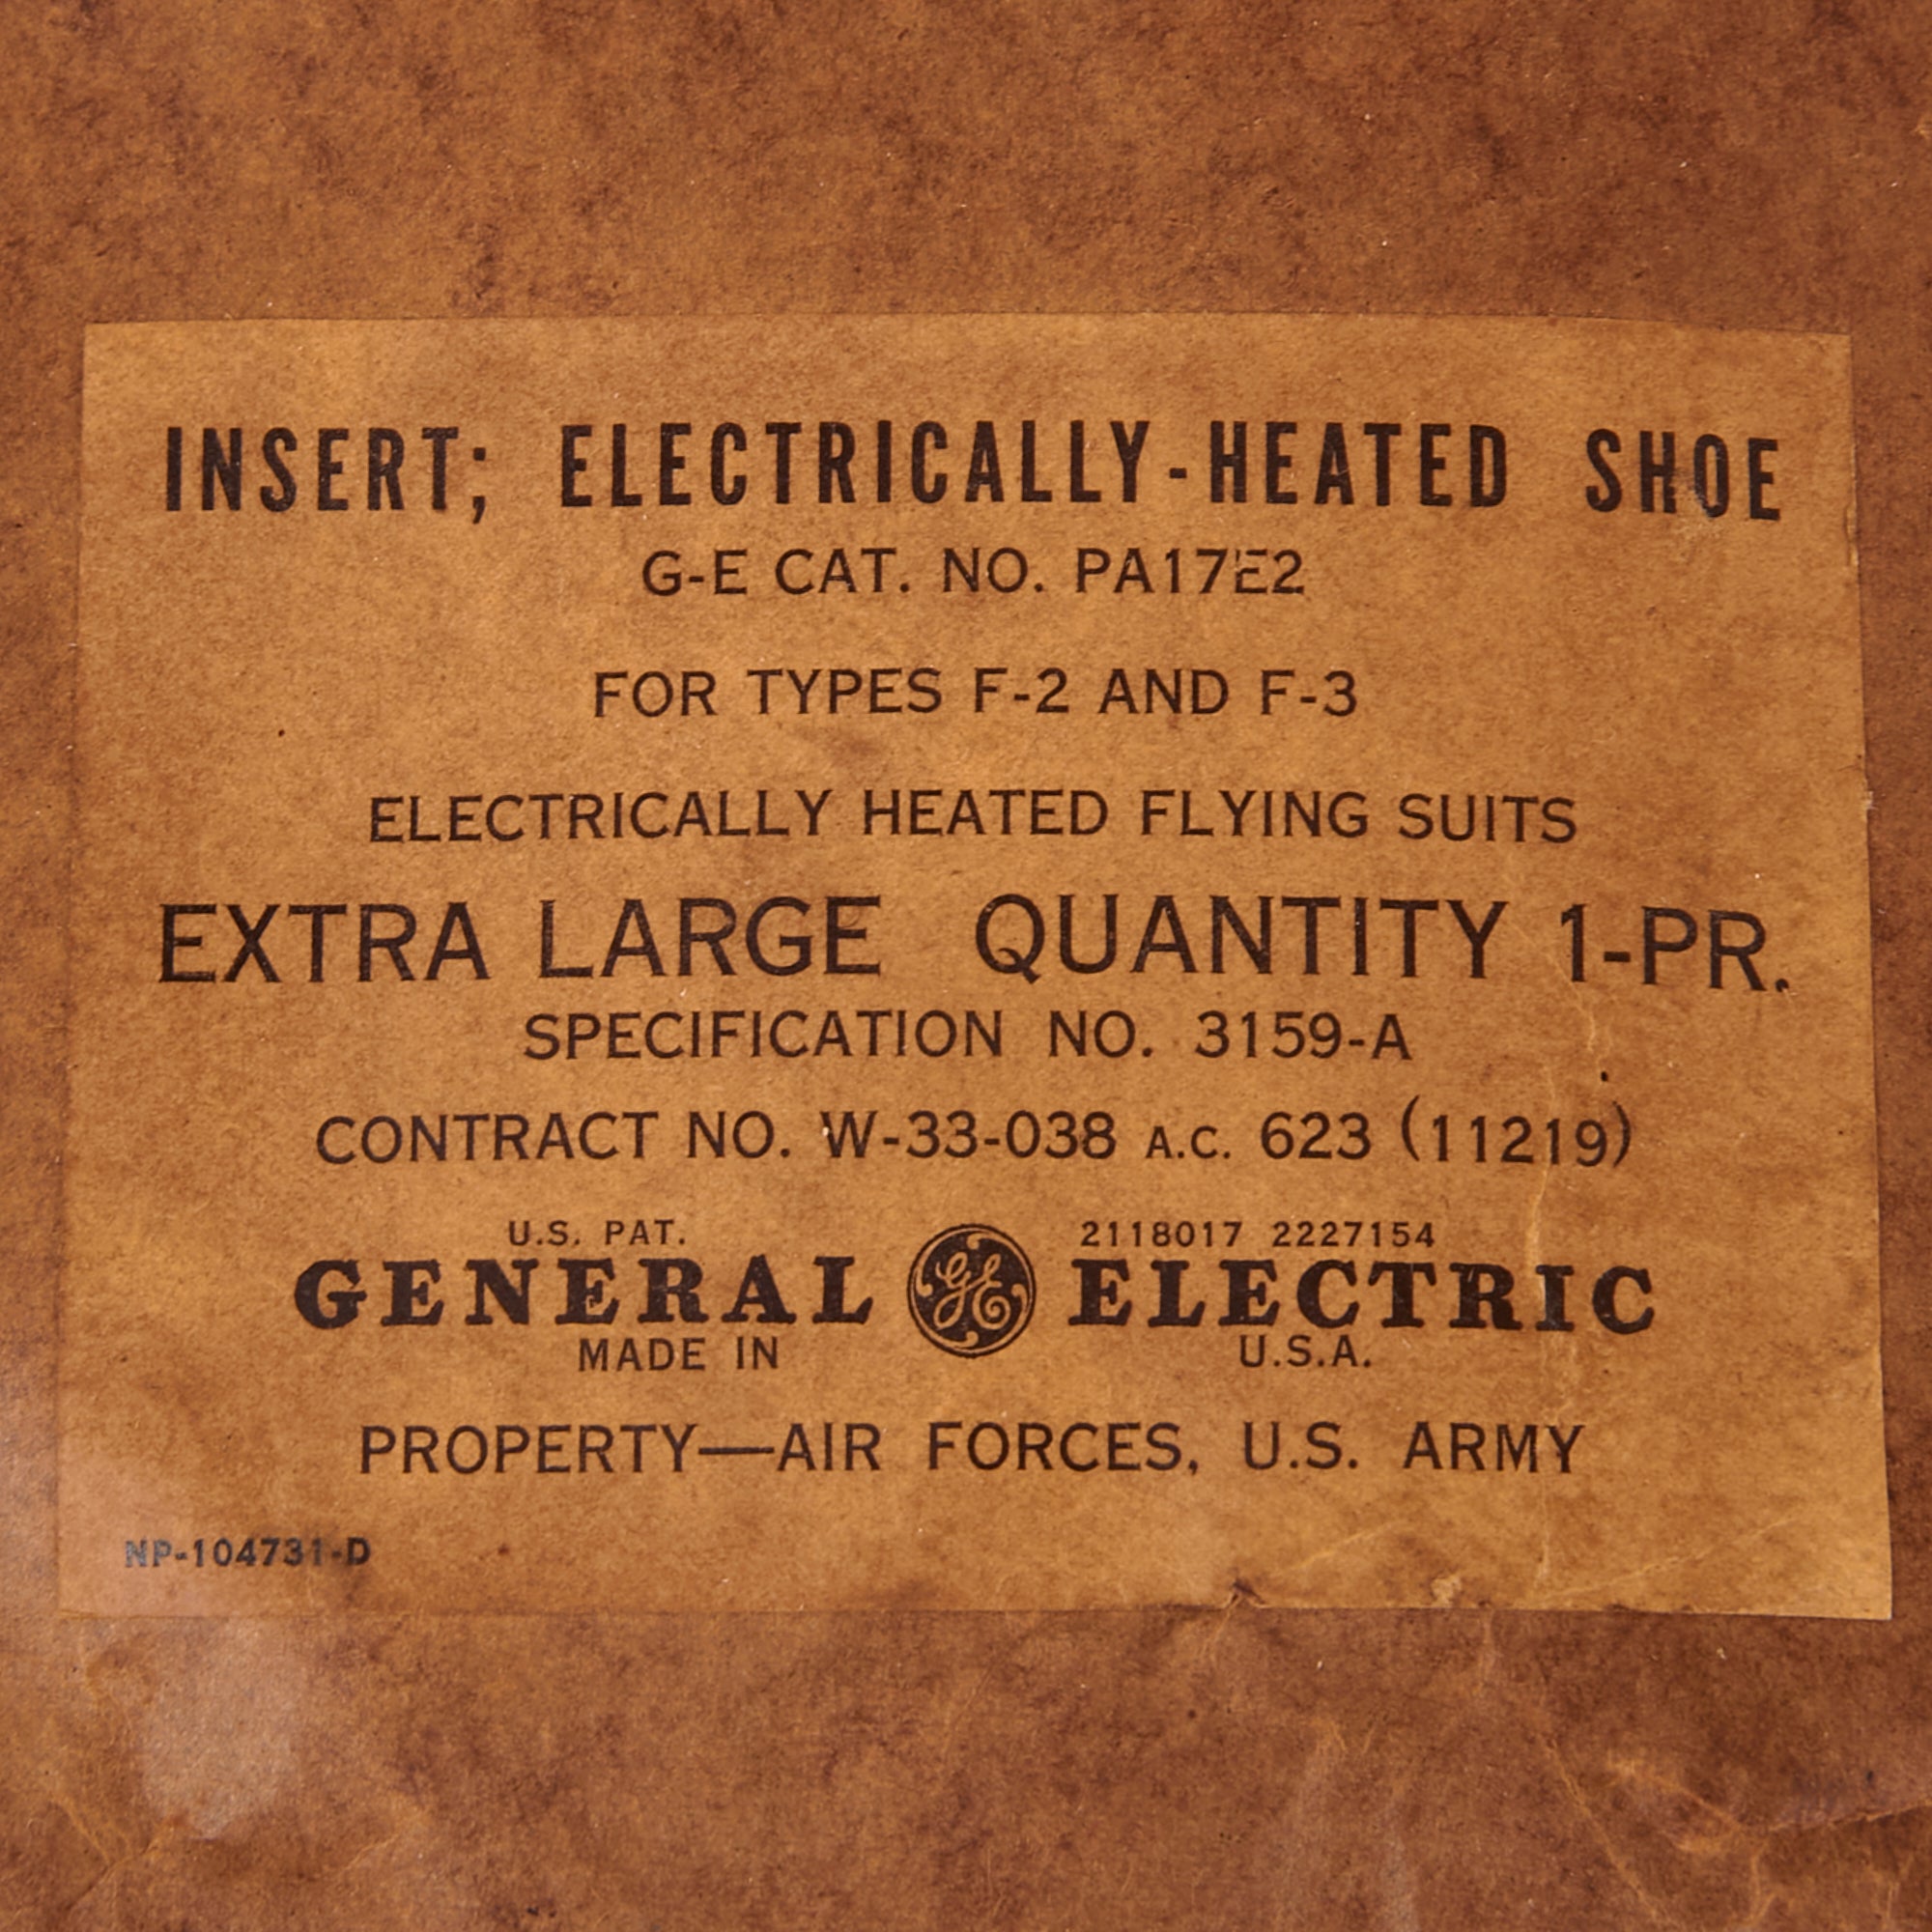 INSERT; ELECTRICALLY-HEATED SHOE
G-E CAT. NO. PA17E2
FOR TYPES F-2 AND F-3
ELECTRICALLY HEATED FLYING SUITS
EXTRA LARGE QUANTITY 1-PR.
SPECIFICATION NO. 3159-A
CONTRACT NO. W-33-038 A.C. 623 (11219)
U.S. PAT. 2118017 2227154
GENERAL GE ELECTRIC
MADE IN U.S.A.
PROPERTY—AIR FORCES, U.S. ARMY
NP-104731-D